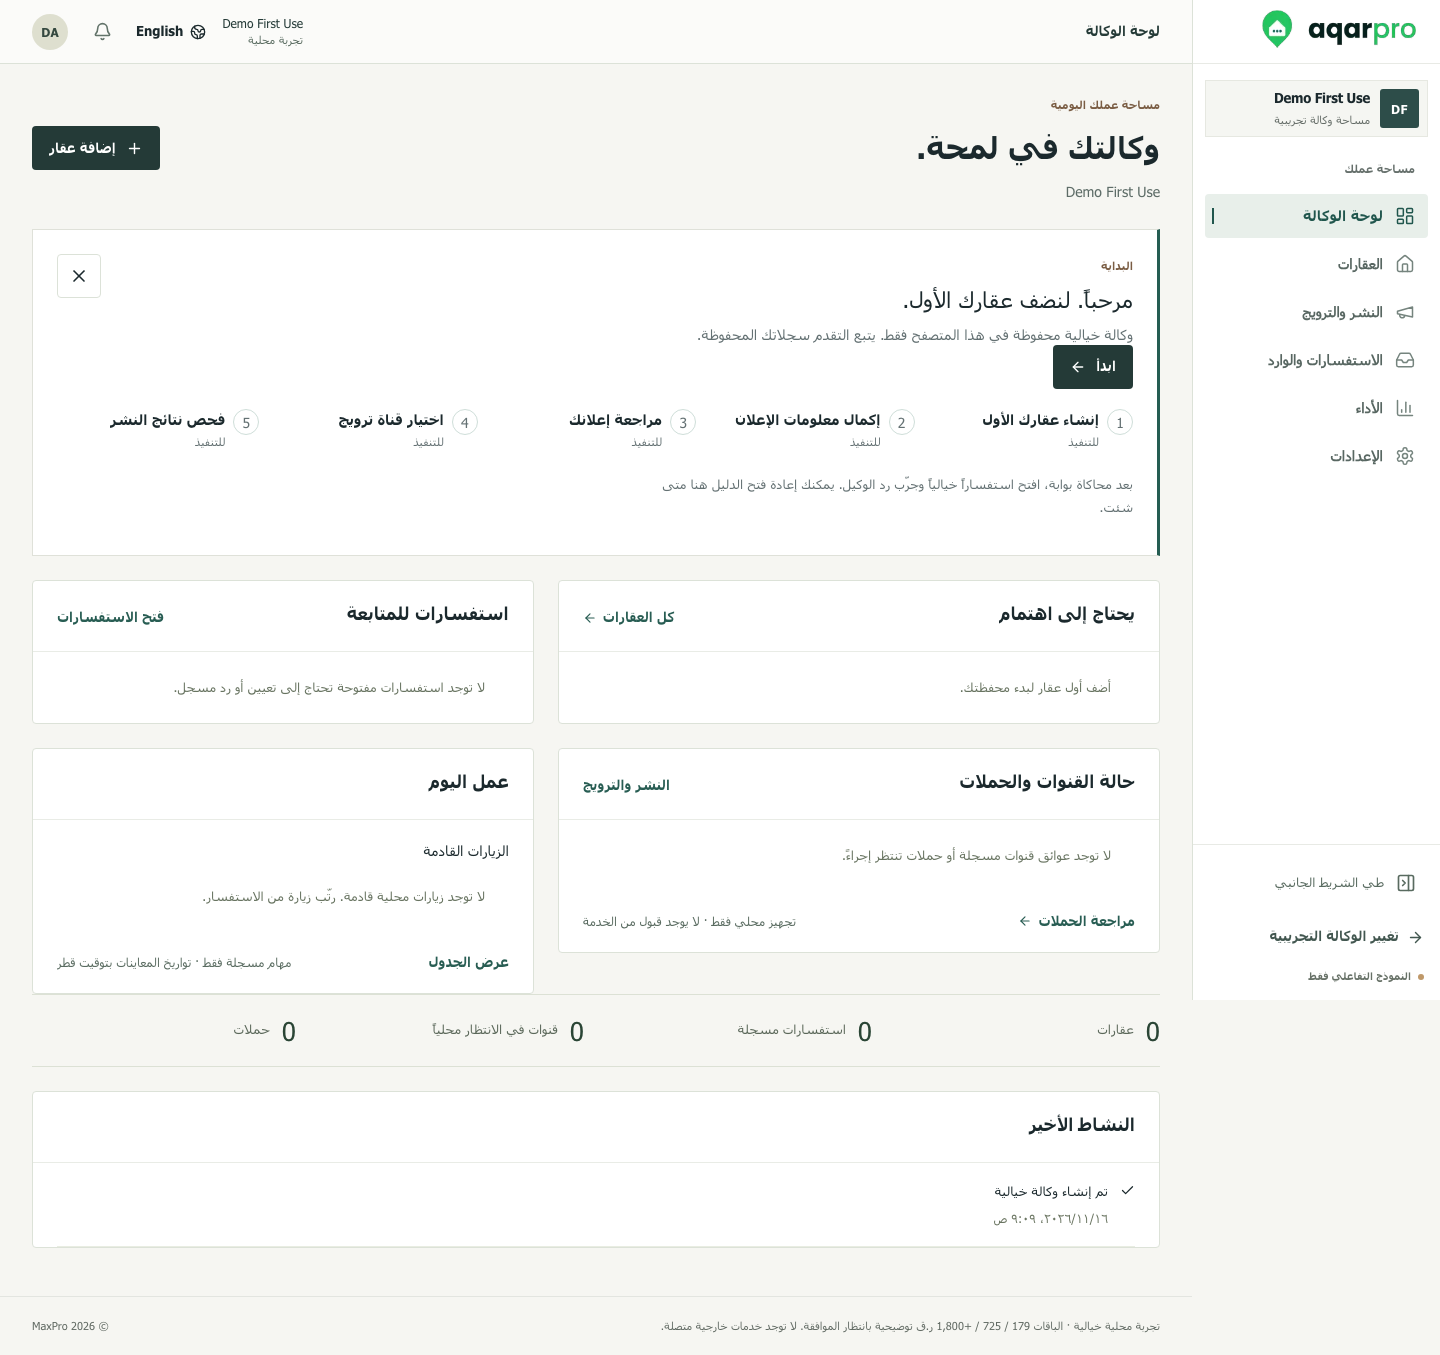 aqarpro
DF
Demo First Use
مساحة وكالة تجريبية
مساحة عملك
لوحة الوكالة
العقارات
النشر والترويج
الاستفسارات والوارد
الأداء
الإعدادات
طي الشريط الجانبي
تغيير الوكالة التجريبية
النموذج التفاعلي فقط
لوحة الوكالة
Demo First Use
تجربة محلية
English
DA
مساحة عملك اليومية
وكالتك في لمحة.
Demo First Use
إضافة عقار
البداية
مرحباً. لنضف عقارك الأول.
وكالة خيالية محفوظة في هذا المتصفح فقط. يتبع التقدم سجلاتك المحفوظة.
ابدأ
1 إنشاء عقارك الأول
للتنفيذ
2 إكمال معلومات الإعلان
للتنفيذ
3 مراجعة إعلانك
للتنفيذ
4 اختيار قناة ترويج
للتنفيذ
5 فحص نتائج النشر
للتنفيذ
بعد محاكاة بوابة، افتح استفساراً خيالياً وجرّب رد الوكيل. يمكنك إعادة فتح الدليل هنا متى
شئت.
يحتاج إلى اهتمام
كل العقارات
أضف أول عقار لبدء محفظتك.
استفسارات للمتابعة
فتح الاستفسارات
لا توجد استفسارات مفتوحة تحتاج إلى تعيين أو رد مسجل.
حالة القنوات والحملات
النشر والترويج
لا توجد عوائق قنوات مسجلة أو حملات تنتظر إجراءً.
مراجعة الحملات
تجهيز محلي فقط · لا يوجد قبول من الخدمة
عمل اليوم
الزيارات القادمة
لا توجد زيارات محلية قادمة. رتّب زيارة من الاستفسار.
عرض الجدول
مهام مسجلة فقط · تواريخ المعاينات بتوقيت قطر
0 عقارات
0 استفسارات مسجلة
0 قنوات في الانتظار محلياً
0 حملات
النشاط الأخير
تم إنشاء وكالة خيالية
٢٠٢٦/١١/١٦، ٩:٠٩ ص
تجربة محلية خيالية · الباقات 179 / 725 / 1,800+ ر.ق توضيحية بانتظار الموافقة. لا توجد خدمات خارجية متصلة.
© 2026 MaxPro